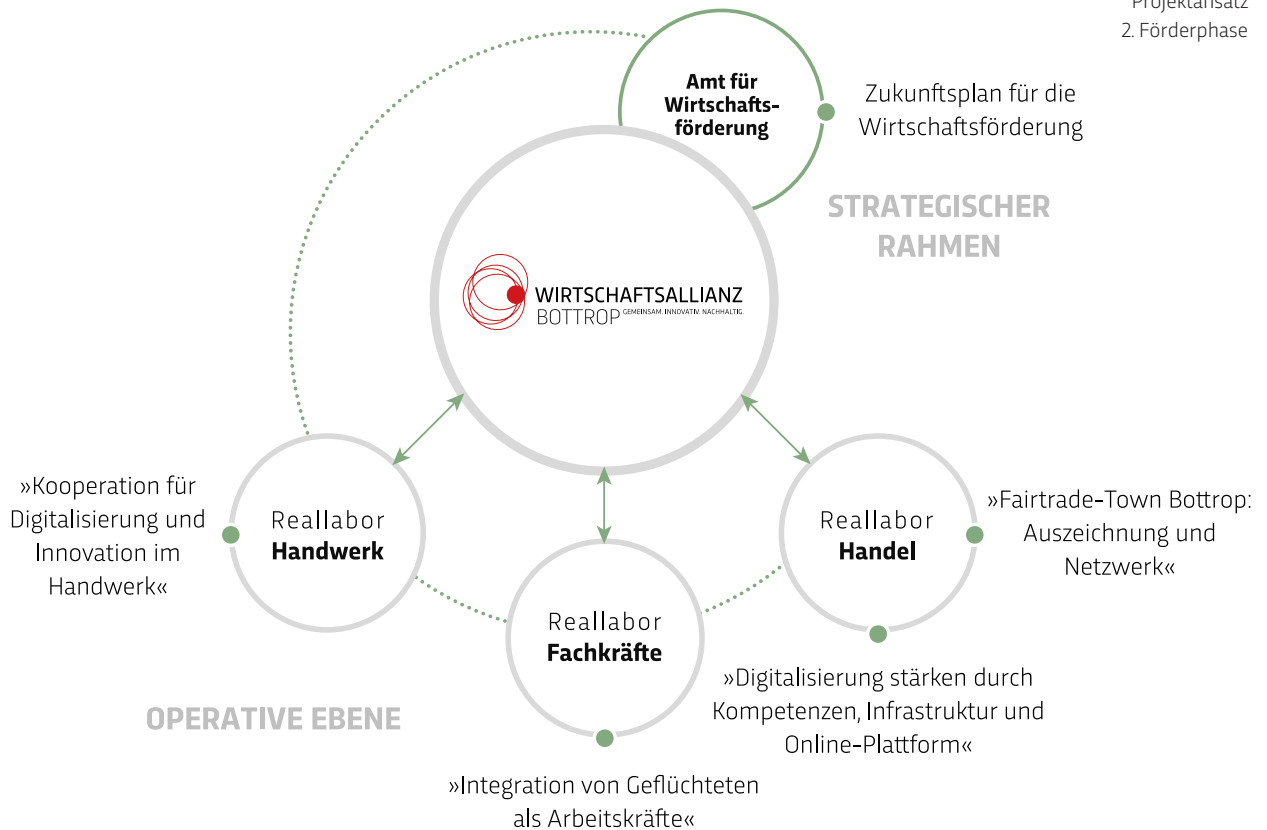 Projektansatz
2. Förderphase
Amt für
Wirtschafts-
förderung
Zukunftsplan für die
Wirtschaftsförderung
STRATEGISCHER
RAHMEN
WIRTSCHAFTSALLIANZ
BOTTROP GEMEINSAM. INNOVATIV. NACHHALTIG.
»Kooperation für
Digitalisierung und
Innovation im
Handwerk«
Reallabor
Handwerk
Reallabor
Handel
»Fairtrade-Town Bottrop:
Auszeichnung und
Netzwerk«
Reallabor
Fachkräfte
OPERATIVE EBENE
»Digitalisierung stärken durch
Kompetenzen, Infrastruktur und
Online-Plattform«
»Integration von Geflüchteten
als Arbeitskräfte«